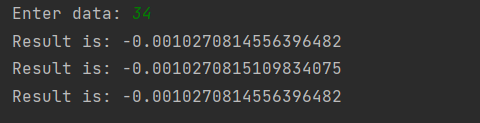 Enter data: 34
Result is: -0.0010270814556396482
Result is: -0.0010270815109834075
Result is: -0.0010270814556396482